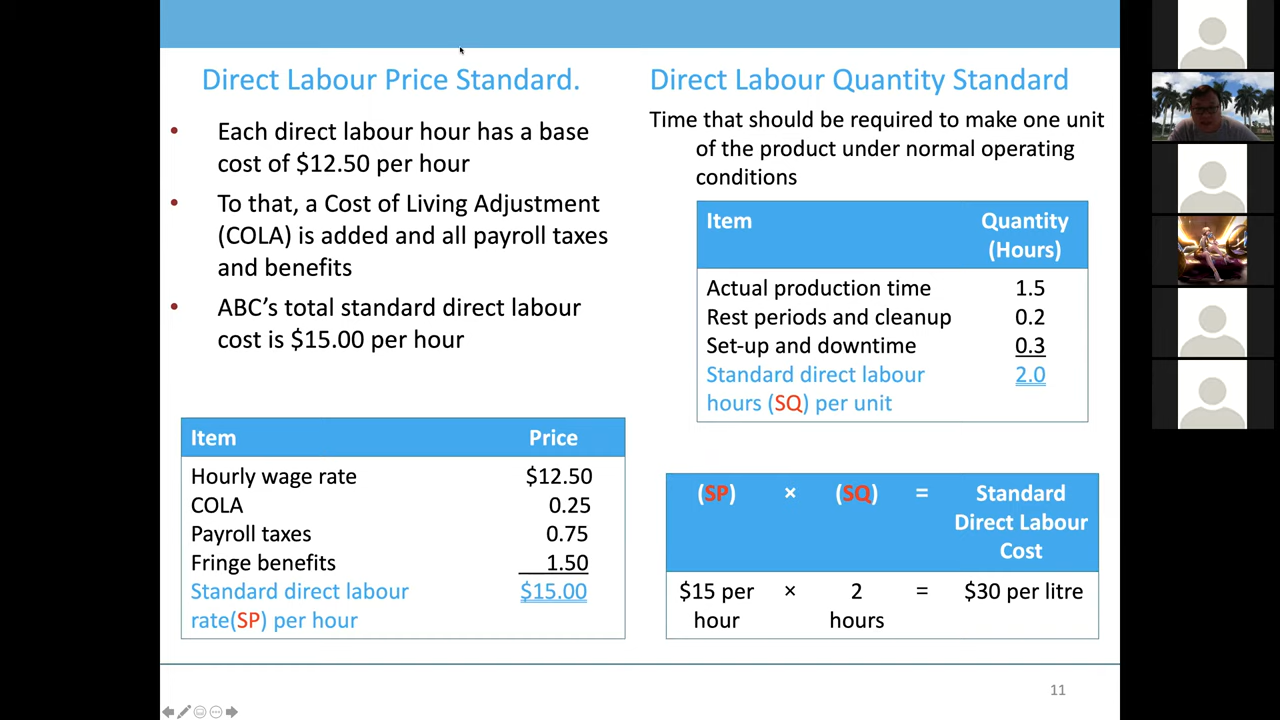 Direct Labour Price Standard.
• Each direct labour hour has a base
cost of $12.50 per hour
• To that, a Cost of Living Adjustment
(COLA) is added and all payroll taxes
and benefits
• ABC's total standard direct labour
cost is $15.00 per hour
Item Price
Hourly wage rate $12.50
COLA 0.25
Payroll taxes 0.75
Fringe benefits 1.50
Standard direct labour $15.00
rate(SP) per hour
Direct Labour Quantity Standard
Time that should be required to make one unit
of the product under normal operating
conditions
Item Quantity
(Hours)
Actual production time 1.5
Rest periods and cleanup 0.2
Set-up and downtime 0.3
Standard direct labour 2.0
hours (SQ) per unit
(SP) × (SQ) = Standard
Direct Labour
Cost
$15 per × 2 = $30 per litre
hour hours
11